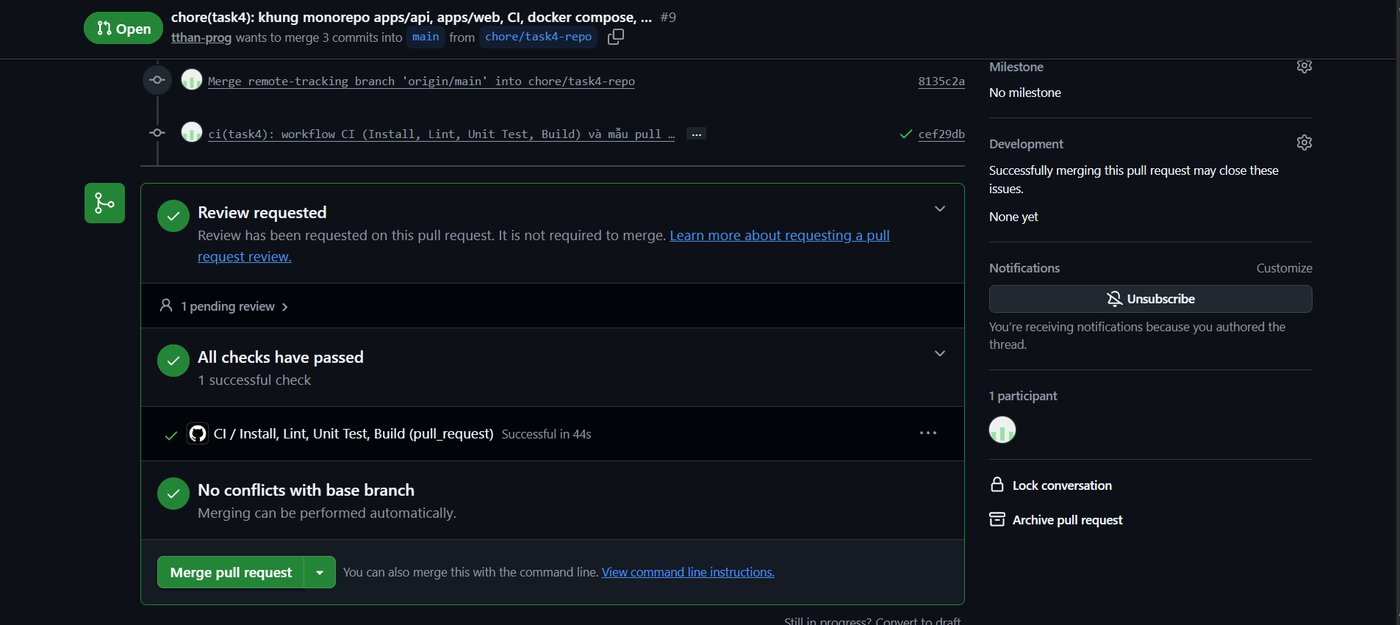 Open
chore(task4): khung monorepo apps/api, apps/web, CI, docker compose, ... #9
tthan-prog wants to merge 3 commits into main from chore/task4-repo
Merge remote-tracking branch 'origin/main' into chore/task4-repo 8135c2a
ci(task4): workflow CI (Install, Lint, Unit Test, Build) và mẫu pull … ... cef29db
Review requested
Review has been requested on this pull request. It is not required to merge. Learn more about requesting a pull
request review.
1 pending review
All checks have passed
1 successful check
CI / Install, Lint, Unit Test, Build (pull_request) Successful in 44s
No conflicts with base branch
Merging can be performed automatically.
Merge pull request
You can also merge this with the command line. View command line instructions.
Still in progress? Convert to draft
Milestone
No milestone
Development
Successfully merging this pull request may close these
issues.
None yet
Notifications Customize
Unsubscribe
You're receiving notifications because you authored the
thread.
1 participant
Lock conversation
Archive pull request